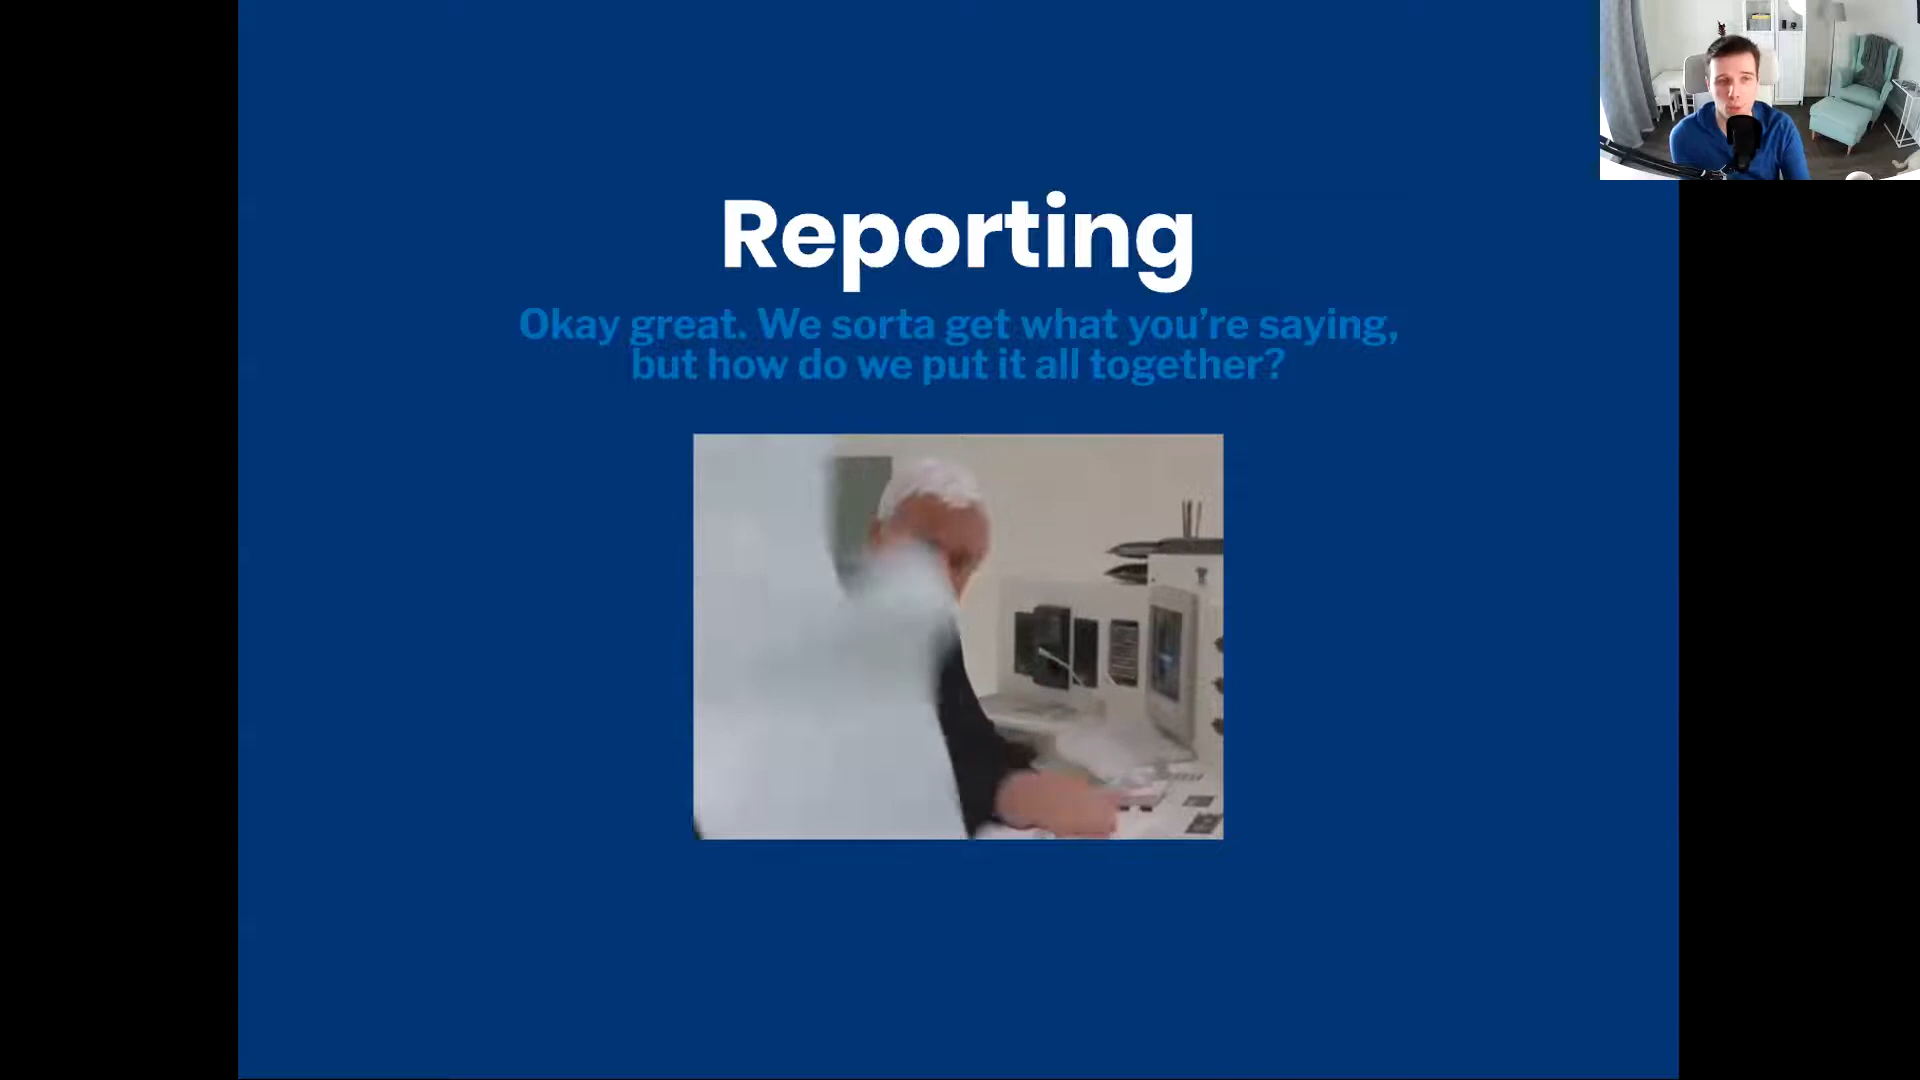 Reporting
Okay great. We sorta get what you’re saying,
but how do we put it all together?